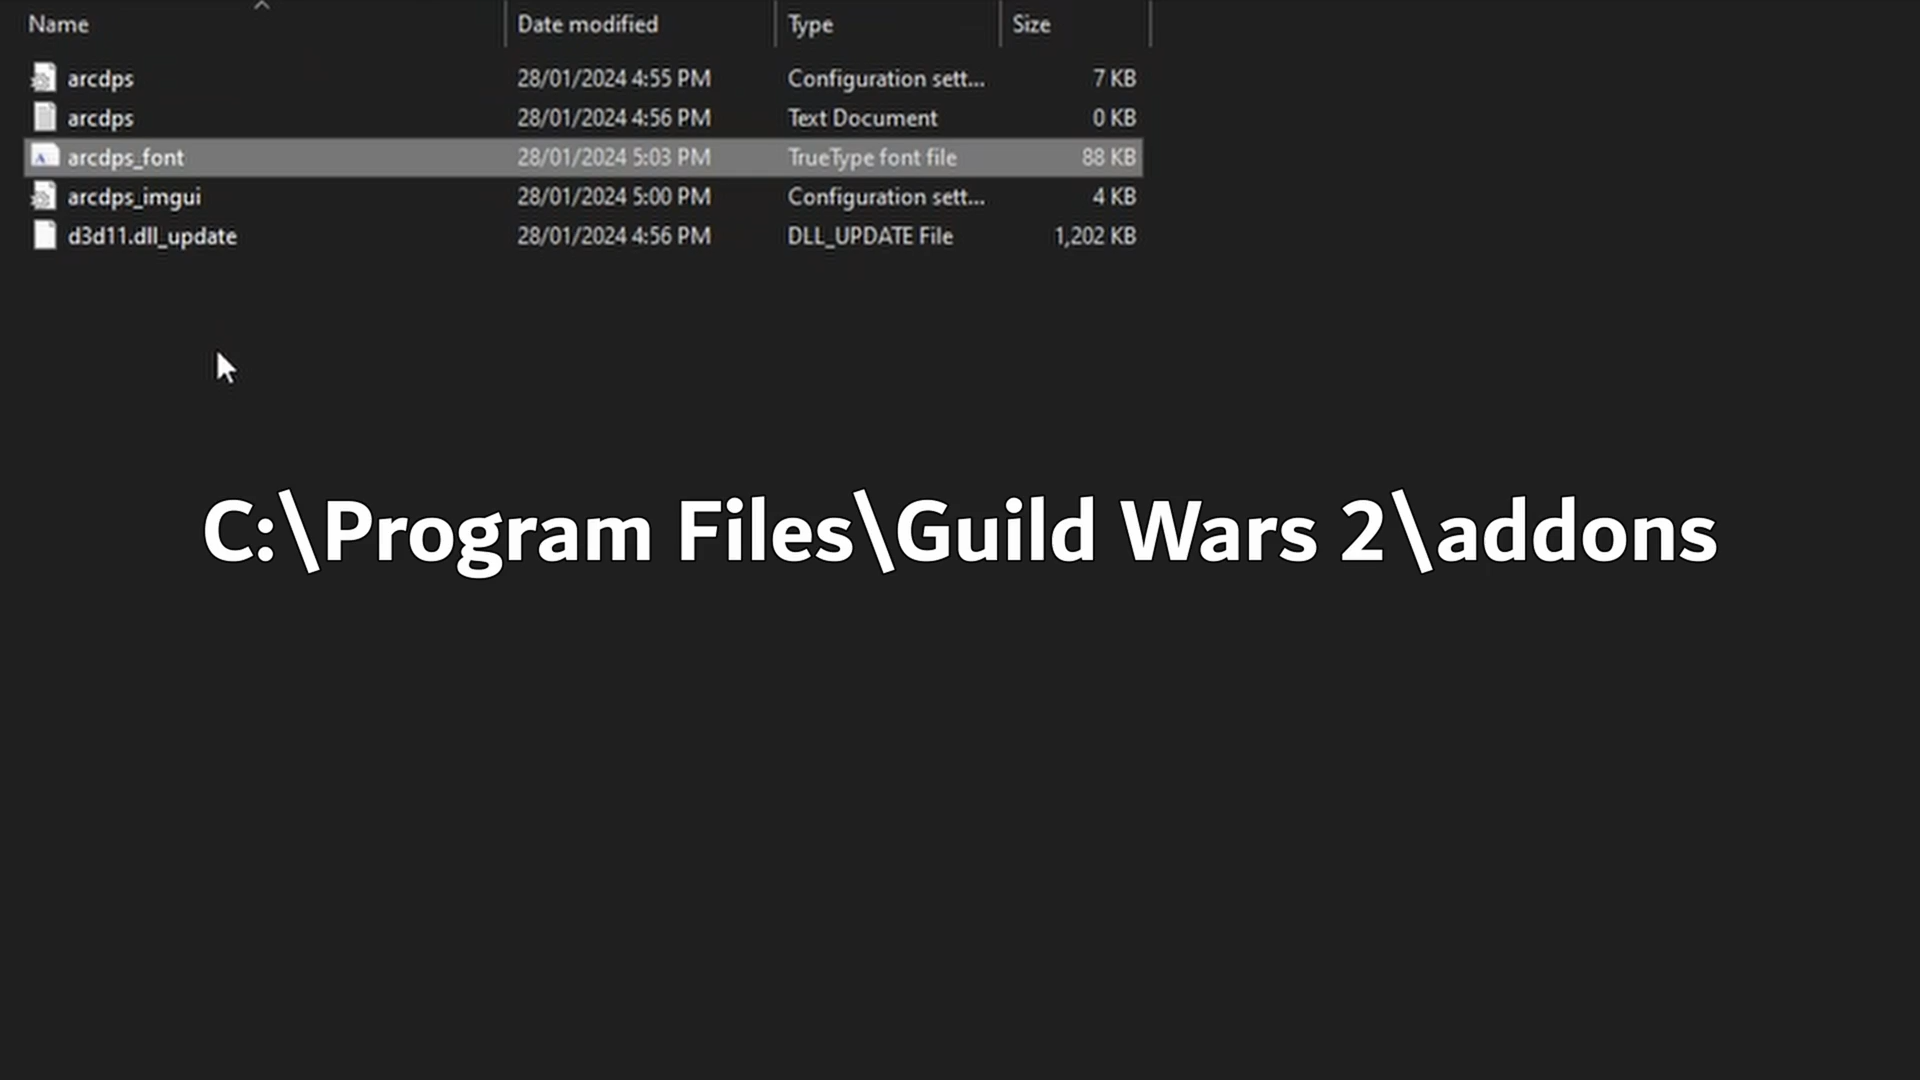 Name Date modified Type Size
arcdps 28/01/2024 4:55 PM Configuration sett... 7 KB
arcdps 28/01/2024 4:56 PM Text Document 0 KB
arcdps_font 28/01/2024 5:03 PM TrueType font file 88 KB
arcdps_imgui 28/01/2024 5:00 PM Configuration sett... 4 KB
d3d11.dll_update 28/01/2024 4:56 PM DLL_UPDATE File 1,202 KB
C:\Program Files\Guild Wars 2\addons